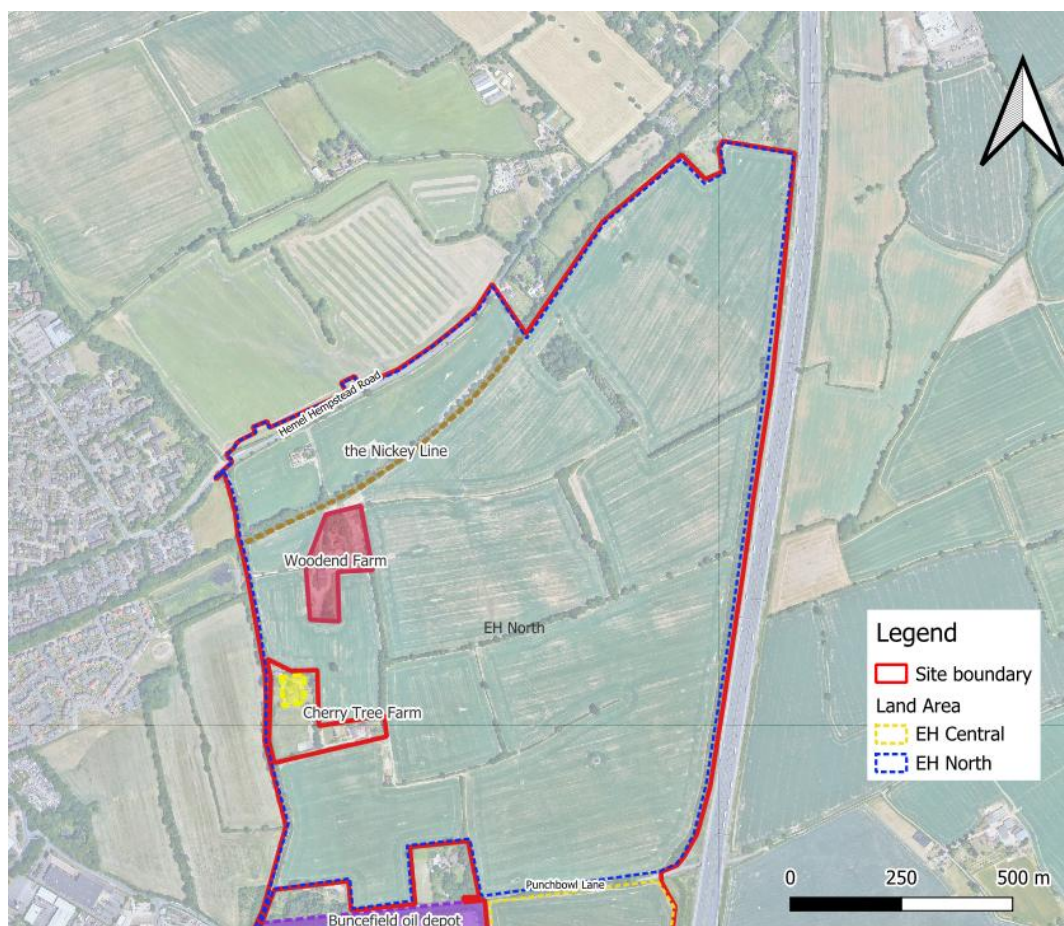 Hemel Hempstead Road
the Nickey Line
Woodend Farm
EH North
Cherry Tree Farm
Legend
Site boundary
Land Area
EH Central
EH North
Punchbowl Lane
0 250 500 m
Buncefield oil depot